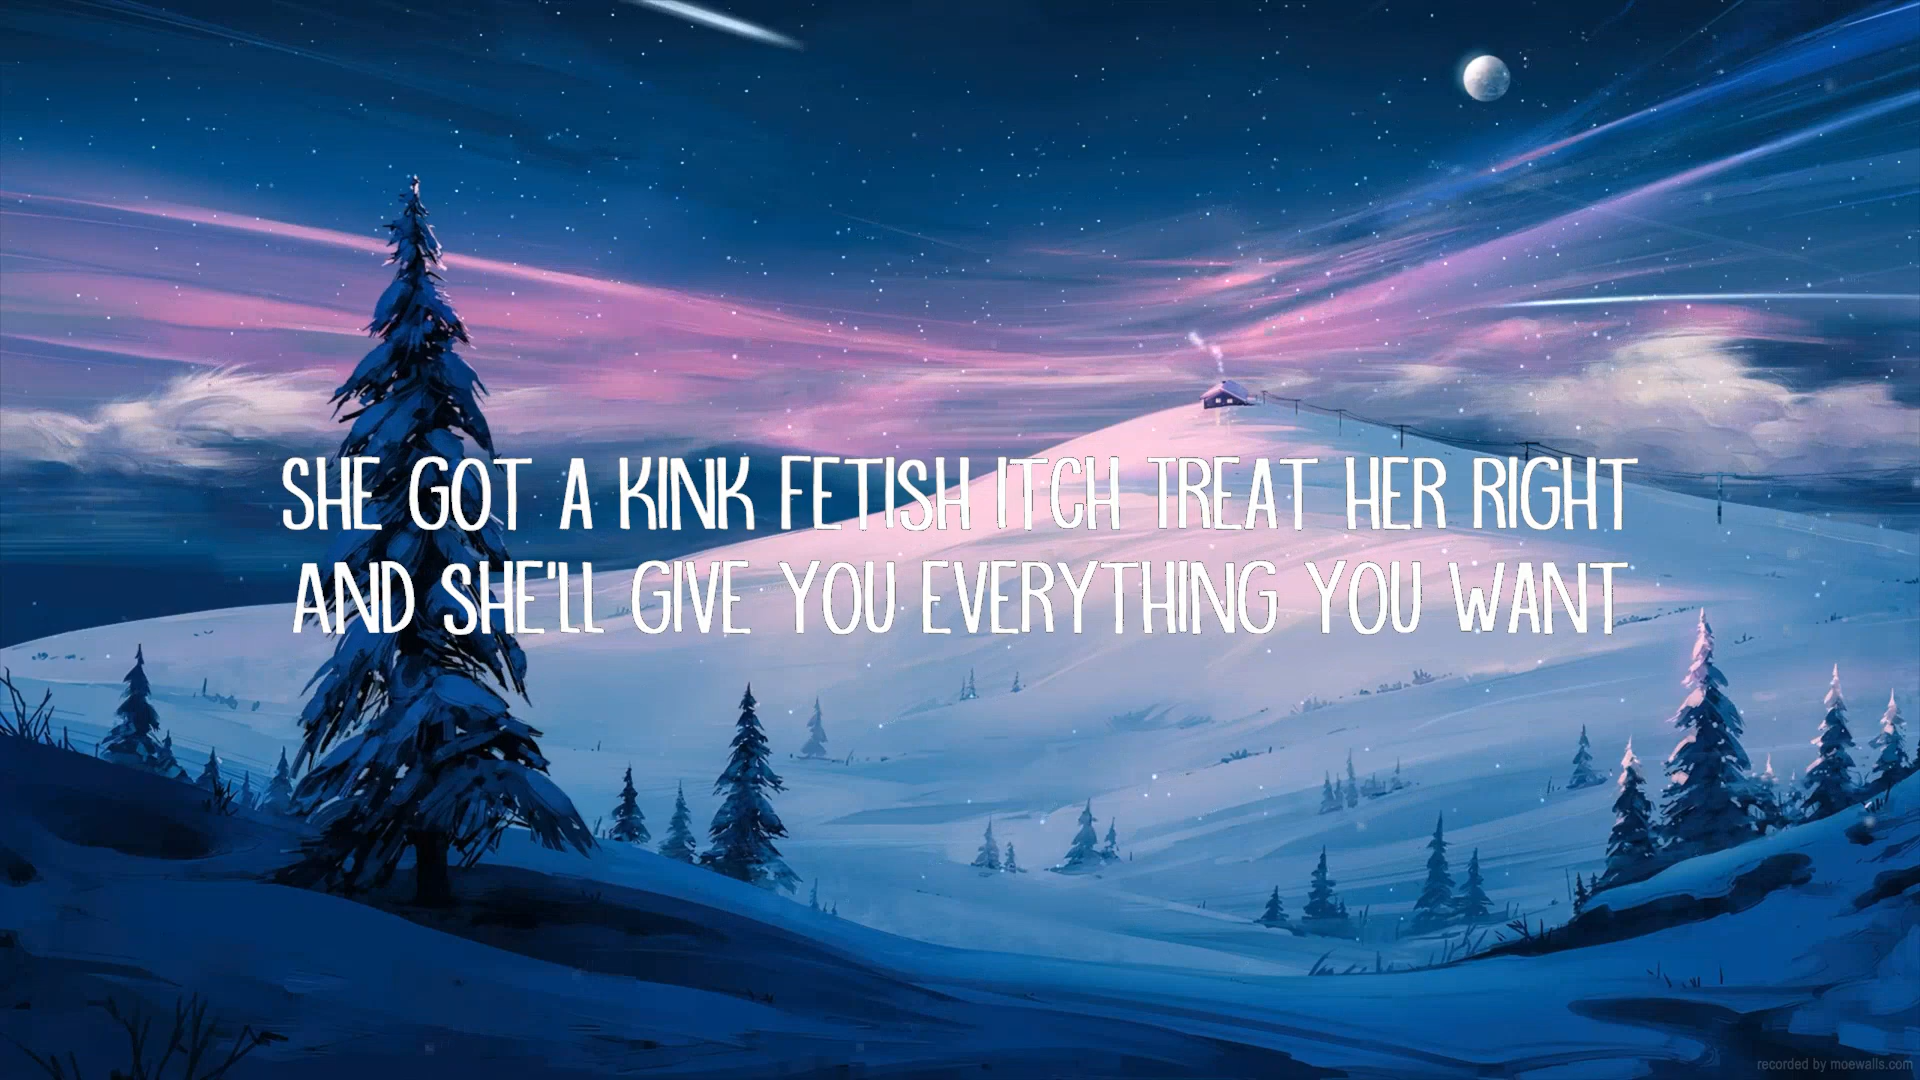 SHE GOT A KINK FETISH ITCH TREAT HER RIGHT
AND SHE'LL GIVE YOU EVERYTHING YOU WANT
recorded by moewalls.com